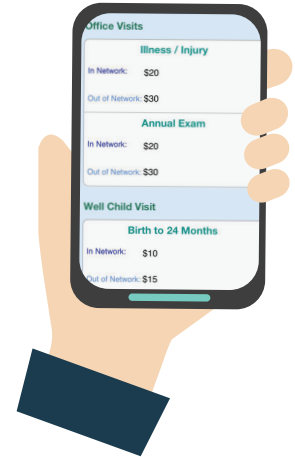 Office Visits
Illness / Injury
In Network: $20
Out of Network: $30
Annual Exam
In Network: $20
Out of Network: $30
Well Child Visit
Birth to 24 Months
In Network: $10
Out of Network: $15